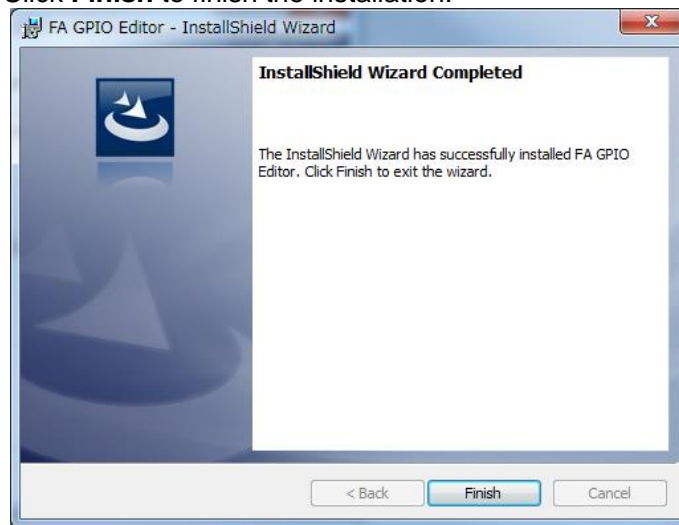 Click Finish to finish the installation.
FA GPIO Editor - InstallShield Wizard
InstallShield Wizard Completed
The InstallShield Wizard has successfully installed FA GPIO
Editor. Click Finish to exit the wizard.
< Back
Finish
Cancel